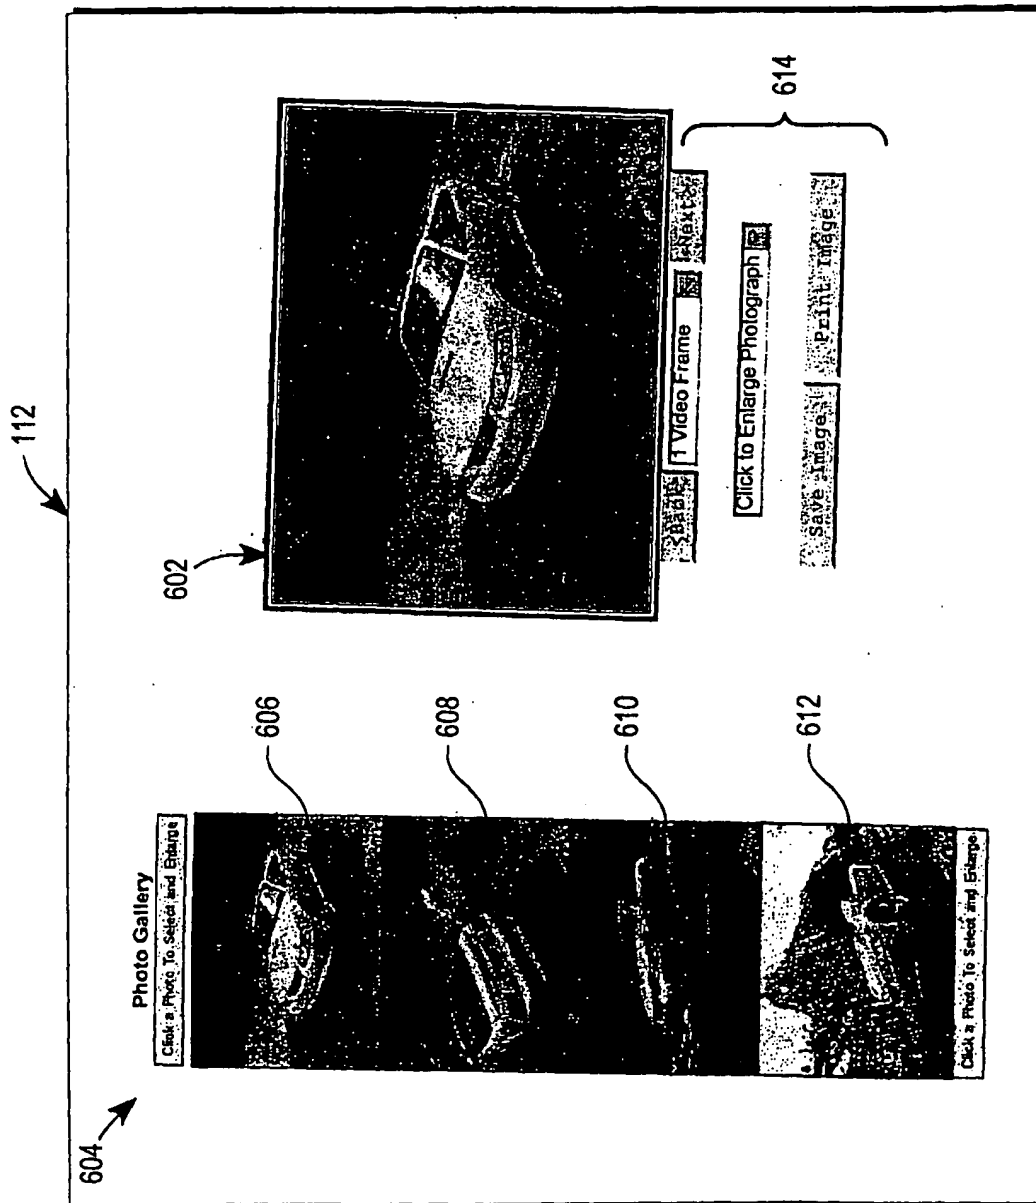 112
604
Photo Gallery
Click a Photo To Select and Enlarge
606
608
610
612
Click a Photo To Select and Enlarge
602
<Back
1 Video Frame
Next>
Click to Enlarge Photograph
Save Image
Print Image
614